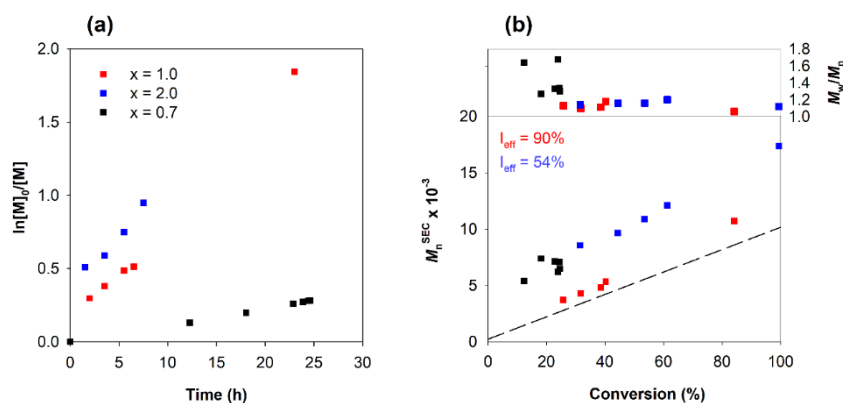 (a)
2.0
1.5
1.0
0.5
0.0
ln[M]₀/[M]
x = 1.0
x = 2.0
x = 0.7
0 5 10 15 20 25 30
Time (h)
(b)
1.8
1.6
1.4
1.2
1.0
Mw/Mn
20
15
10
5
0
Mn^SEC x 10⁻³
Ieff = 90%
Ieff = 54%
0 20 40 60 80 100
Conversion (%)